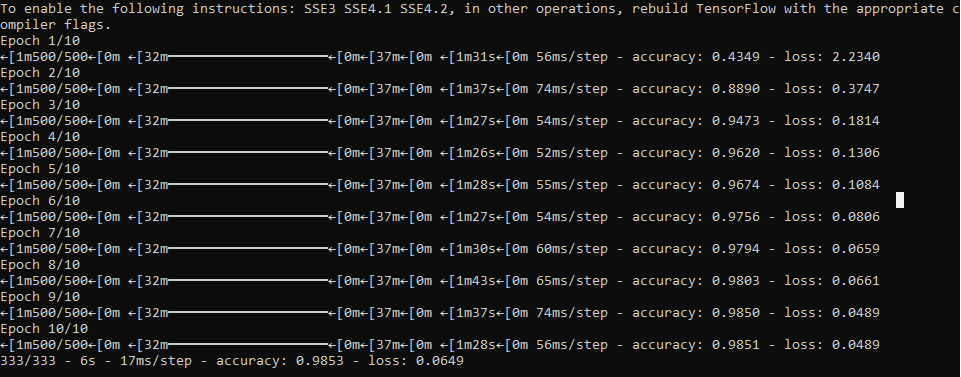 To enable the following instructions: SSE3 SSE4.1 SSE4.2, in other operations, rebuild TensorFlow with the appropriate c
ompiler flags.
Epoch 1/10
←[1m500/500←[0m ←[32m━━━━━━━━━━━━━━━━━━━━←[0m←[37m←[0m ←[1m31s←[0m 56ms/step - accuracy: 0.4349 - loss: 2.2340
Epoch 2/10
←[1m500/500←[0m ←[32m━━━━━━━━━━━━━━━━━━━━←[0m←[37m←[0m ←[1m37s←[0m 74ms/step - accuracy: 0.8890 - loss: 0.3747
Epoch 3/10
←[1m500/500←[0m ←[32m━━━━━━━━━━━━━━━━━━━━←[0m←[37m←[0m ←[1m27s←[0m 54ms/step - accuracy: 0.9473 - loss: 0.1814
Epoch 4/10
←[1m500/500←[0m ←[32m━━━━━━━━━━━━━━━━━━━━←[0m←[37m←[0m ←[1m26s←[0m 52ms/step - accuracy: 0.9620 - loss: 0.1306
Epoch 5/10
←[1m500/500←[0m ←[32m━━━━━━━━━━━━━━━━━━━━←[0m←[37m←[0m ←[1m28s←[0m 55ms/step - accuracy: 0.9674 - loss: 0.1084
Epoch 6/10
←[1m500/500←[0m ←[32m━━━━━━━━━━━━━━━━━━━━←[0m←[37m←[0m ←[1m27s←[0m 54ms/step - accuracy: 0.9756 - loss: 0.0806
Epoch 7/10
←[1m500/500←[0m ←[32m━━━━━━━━━━━━━━━━━━━━←[0m←[37m←[0m ←[1m30s←[0m 60ms/step - accuracy: 0.9794 - loss: 0.0659
Epoch 8/10
←[1m500/500←[0m ←[32m━━━━━━━━━━━━━━━━━━━━←[0m←[37m←[0m ←[1m43s←[0m 65ms/step - accuracy: 0.9803 - loss: 0.0661
Epoch 9/10
←[1m500/500←[0m ←[32m━━━━━━━━━━━━━━━━━━━━←[0m←[37m←[0m ←[1m37s←[0m 74ms/step - accuracy: 0.9850 - loss: 0.0489
Epoch 10/10
←[1m500/500←[0m ←[32m━━━━━━━━━━━━━━━━━━━━←[0m←[37m←[0m ←[1m28s←[0m 56ms/step - accuracy: 0.9851 - loss: 0.0489
333/333 - 6s - 17ms/step - accuracy: 0.9853 - loss: 0.0649